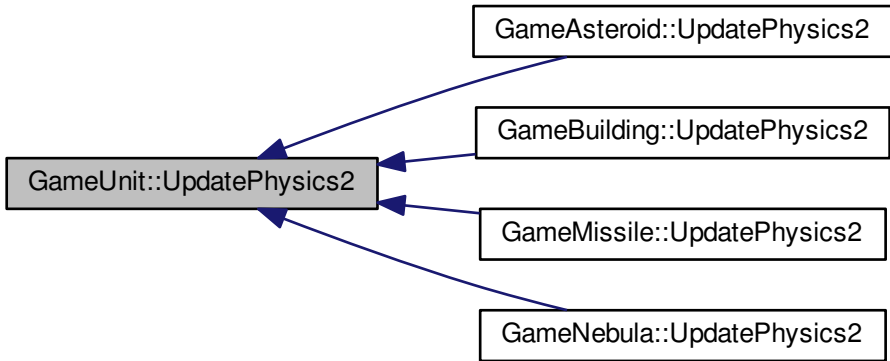 GameAsteroid::UpdatePhysics2
GameBuilding::UpdatePhysics2
GameUnit::UpdatePhysics2
GameMissile::UpdatePhysics2
GameNebula::UpdatePhysics2